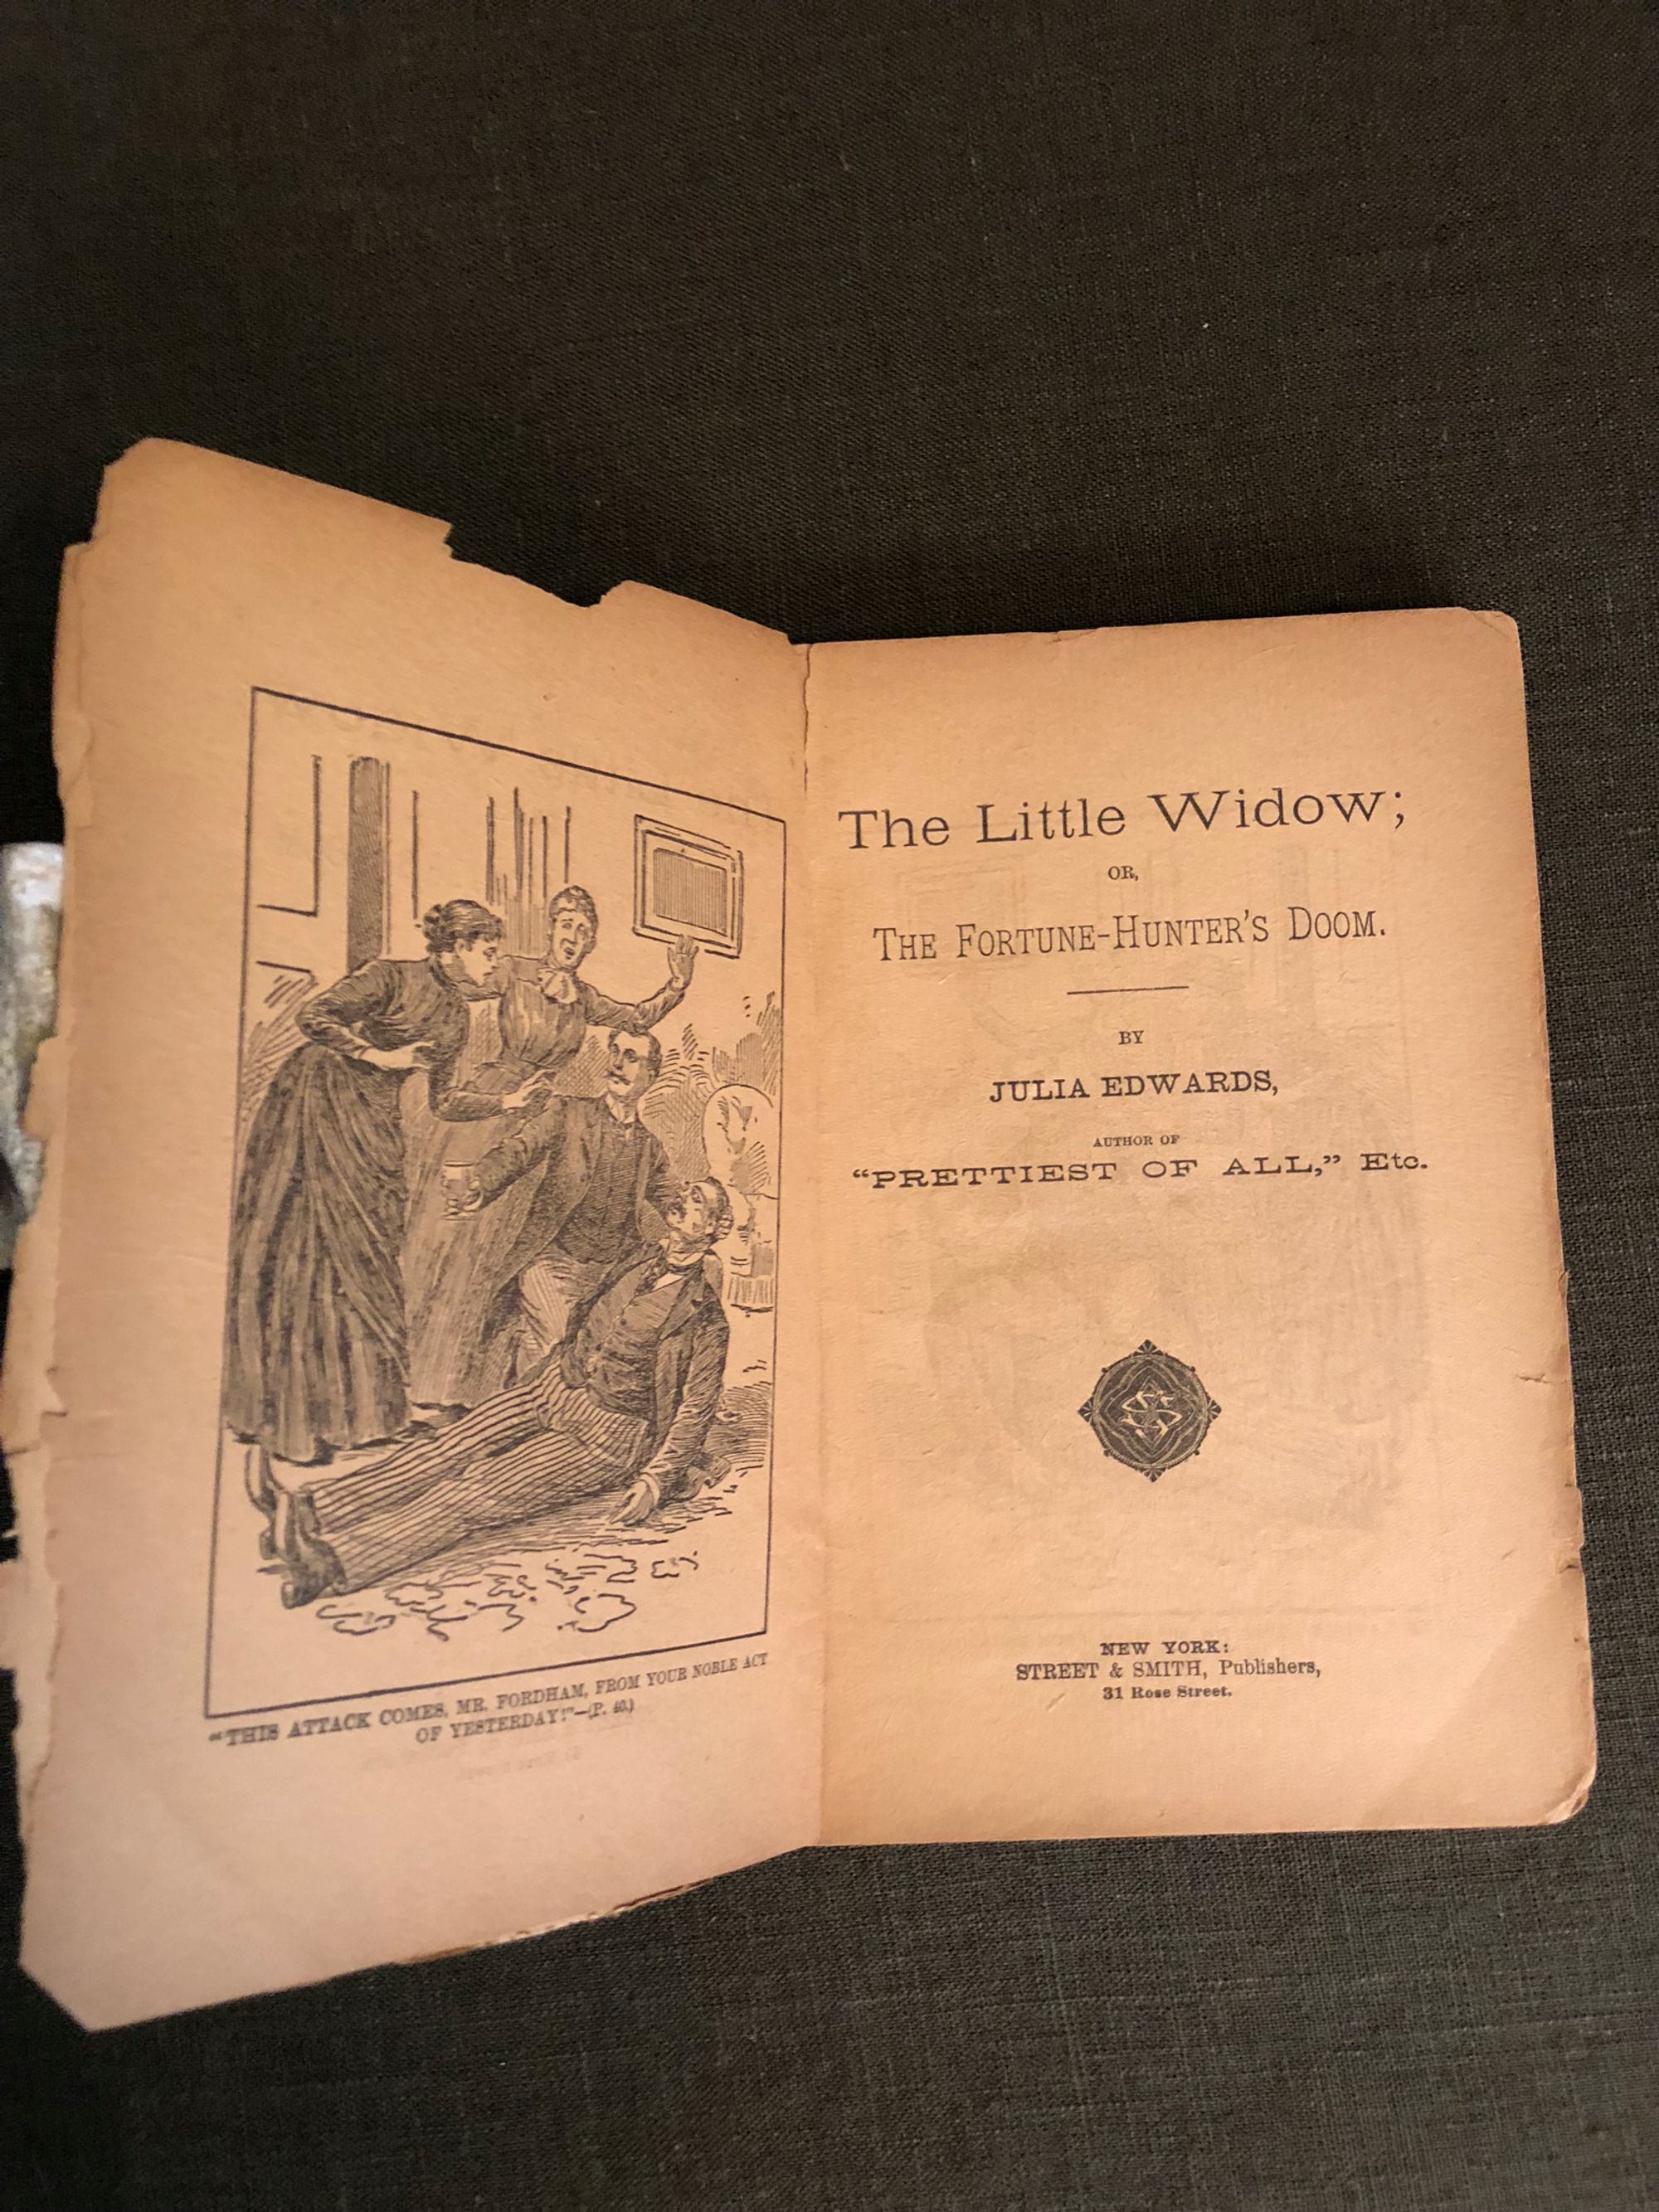 "THIS ATTACK COMES, MR. FORDHAM, FROM YOUR NOBLE ACT
OF YESTERDAY!"—(P. 40.)
The Little Widow;
OR,
THE FORTUNE-HUNTER'S DOOM.
BY
JULIA EDWARDS,
AUTHOR OF
"PRETTIEST OF ALL," Etc.
NEW YORK:
STREET & SMITH, Publishers,
31 Rose Street.